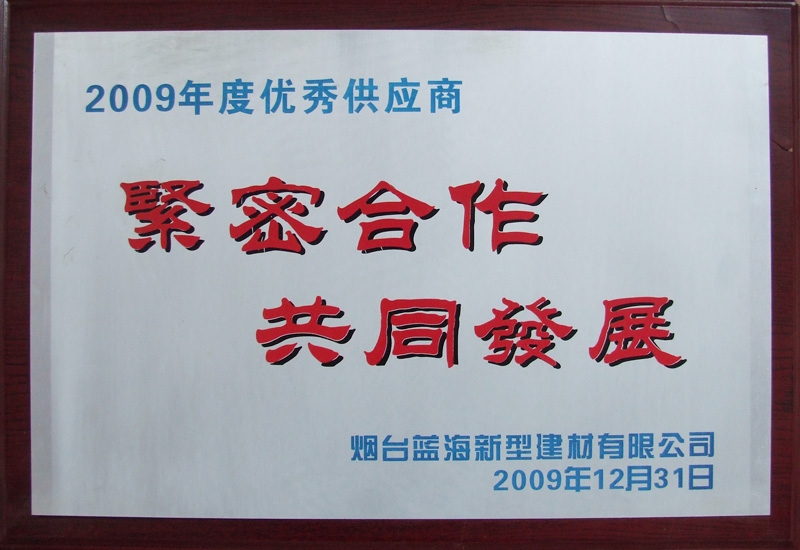 2009年度优秀供应商
緊密合作
共同發展
烟台蓝海新型建材有限公司
2009年12月31日